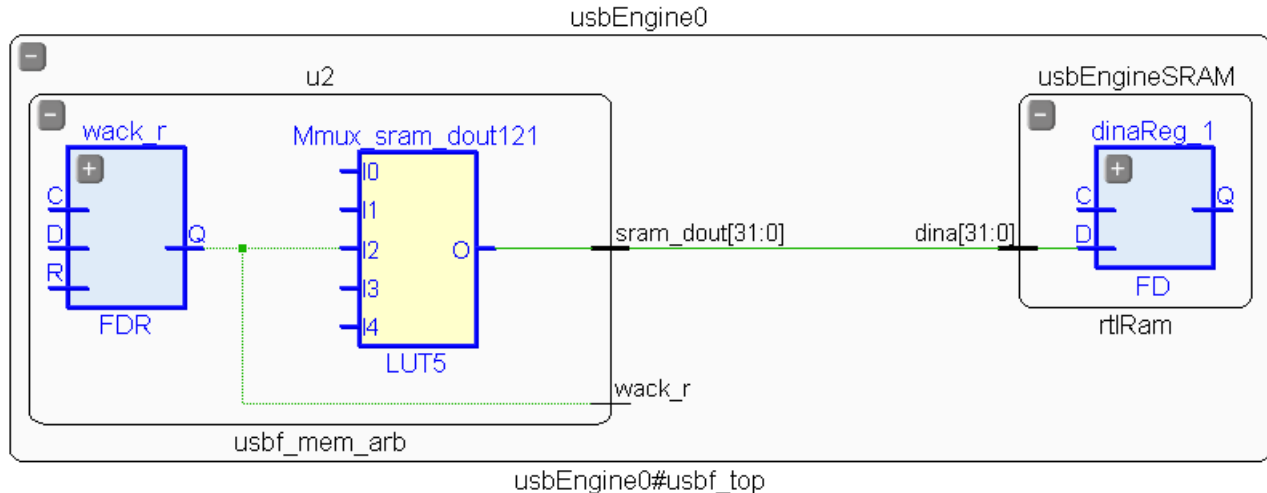 usbEngine0
u2
usbEngineSRAM
wack_r
Mmux_sram_dout121
dinaReg_1
I0
C
I1
C
Q
D
Q
I2
O
sram_dout[31:0]
dina[31:0]
D
R
I3
I4
FDR
LUT5
FD
rtlRam
wack_r
usbf_mem_arb
usbEngine0#usbf_top